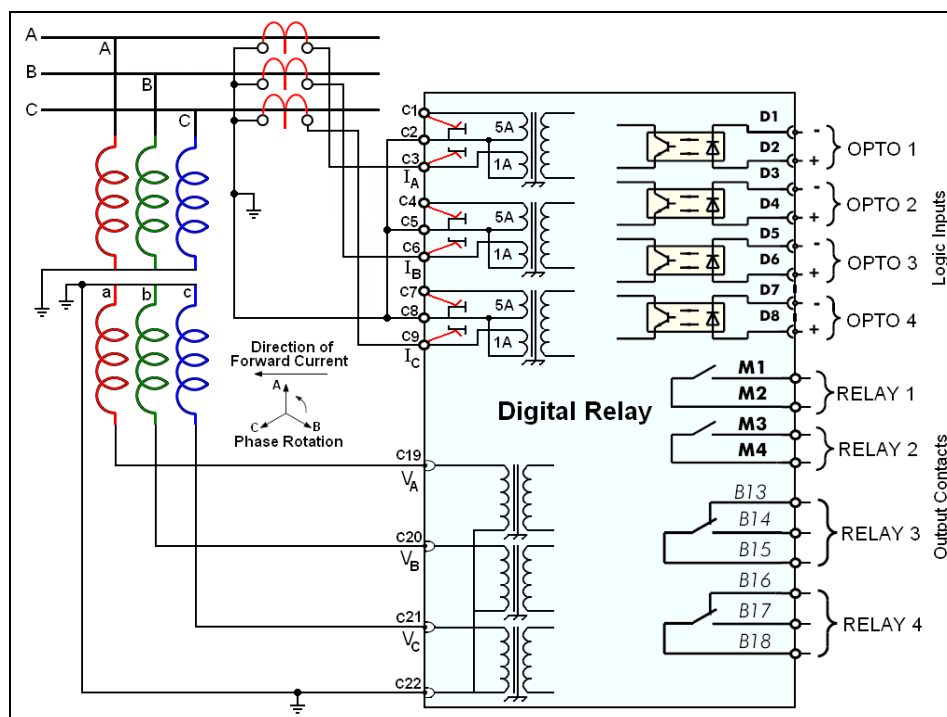 A
A
B
B
C
C
a
b
c
Direction of
Forward Current
A
C
B
Phase Rotation
C1
C2
C3
I A
C4
C5
C6
I B
C7
C8
C9
I C
5A
1A
5A
1A
5A
1A
Digital Relay
C19
VA
C20
VB
C21
VC
C22
D1
D2
- + OPTO 1
D3
D4
- + OPTO 2
D5
D6
- + OPTO 3
D7
D8
- + OPTO 4
Logic Inputs
M1
M2
RELAY 1
M3
M4
RELAY 2
B13
B14
B15
RELAY 3
B16
B17
B18
RELAY 4
Output Contacts